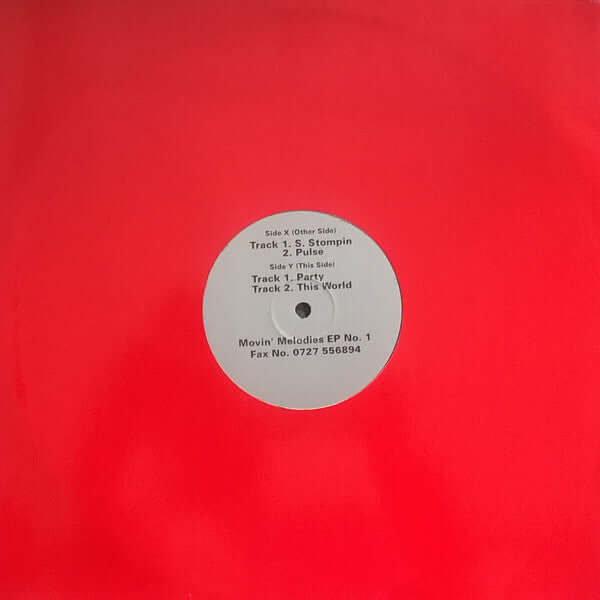 Side X (Other Side)
Track 1. S. Stompin
2. Pulse
Side Y (This Side)
Track 1. Party
Track 2. This World
Movin' Melodies EP No. 1
Fax No. 0727 556894